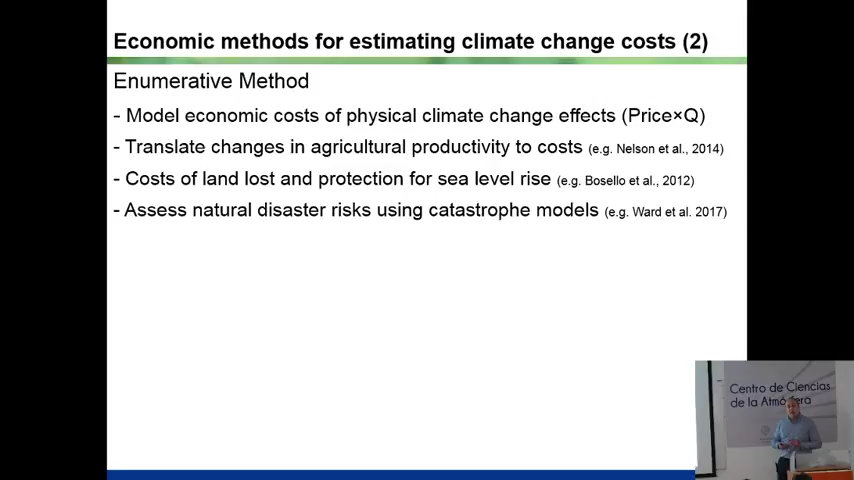 Economic methods for estimating climate change costs (2)
Enumerative Method
- Model economic costs of physical climate change effects (Price×Q)
- Translate changes in agricultural productivity to costs (e.g. Nelson et al., 2014)
- Costs of land lost and protection for sea level rise (e.g. Bosello et al., 2012)
- Assess natural disaster risks using catastrophe models (e.g. Ward et al. 2017)
Centro de Ciencias
de la Atmósfera